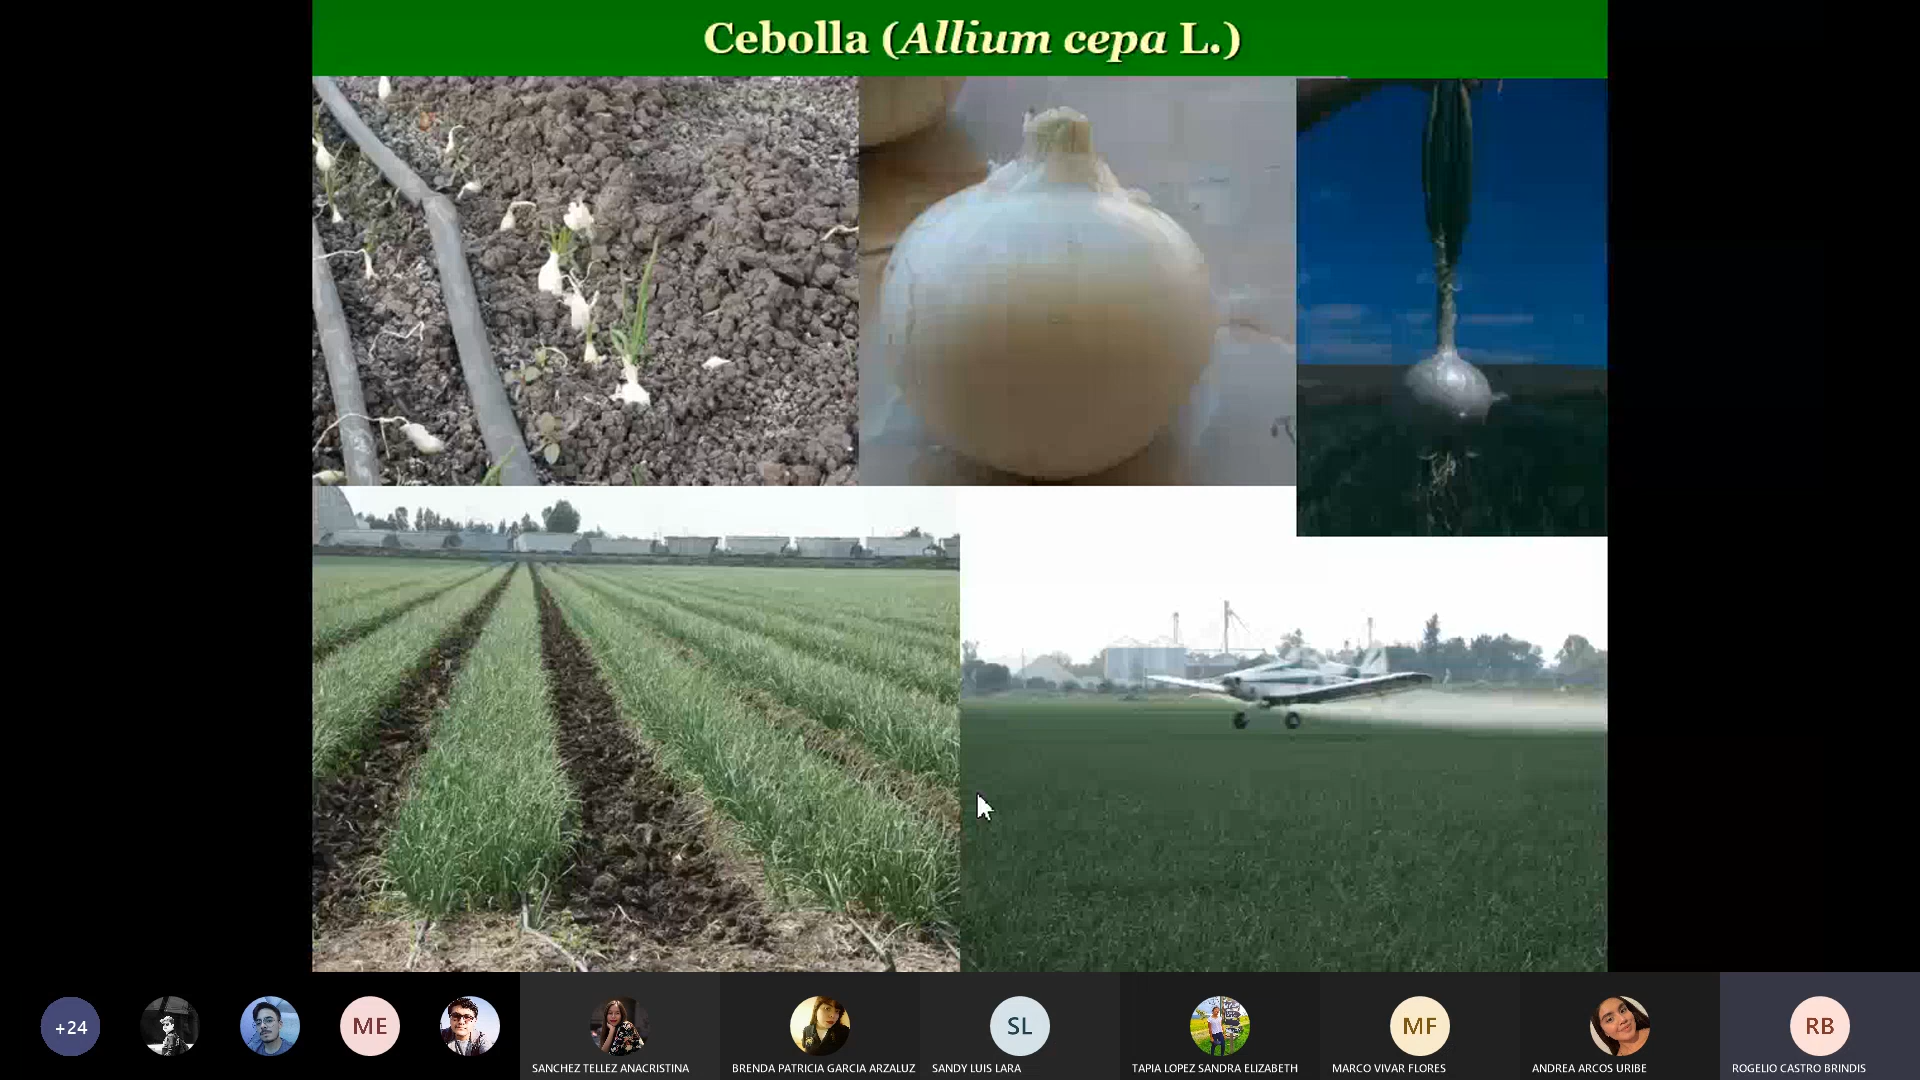 Cebolla (Allium cepa L.)
+24
ME
SL
MF
RB
SANCHEZ TELLEZ ANACRISTINA
BRENDA PATRICIA GARCIA ARZALUZ
SANDY LUIS LARA
TAPIA LOPEZ SANDRA ELIZABETH
MARCO VIVAR FLORES
ANDREA ARCOS URIBE
ROGELIO CASTRO BRINDIS